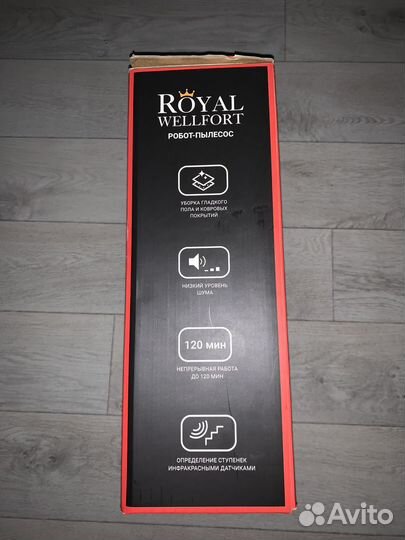 ROYAL
WELLFORT
РОБОТ-ПЫЛЕСОС
УБОРКА ГЛАДКОГО
ПОЛА И КОВРОВЫХ
ПОКРЫТИЙ
НИЗКИЙ УРОВЕНЬ
ШУМА
120 МИН
НЕПРЕРЫВНАЯ РАБОТА
ДО 120 МИН
ОПРЕДЕЛЕНИЕ СТУПЕНЕК
ИНФРАКРАСНЫМИ ДАТЧИКАМИ
Avito